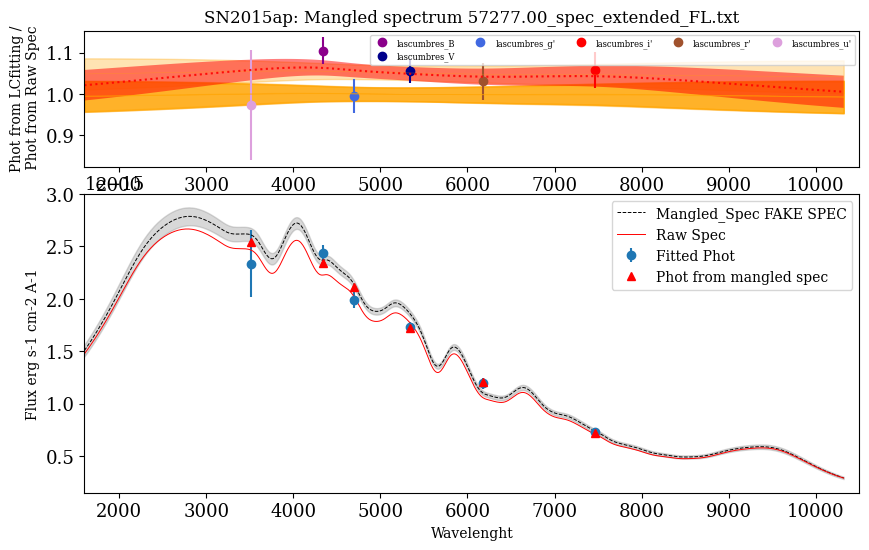 SN2015ap: Mangled spectrum 57277.00_spec_extended_FL.txt
Phot from LCfitting /
Phot from Raw Spec
1.1
1.0
0.9
lascumbres_B
lascumbres_V
lascumbres_g'
lascumbres_i'
lascumbres_r'
lascumbres_u'
2000 3000 4000 5000 6000 7000 8000 9000 10000
1e−15
Flux erg s-1 cm-2 A-1
3.0
2.5
2.0
1.5
1.0
0.5
Mangled_Spec FAKE SPEC
Raw Spec
Fitted Phot
Phot from mangled spec
2000 3000 4000 5000 6000 7000 8000 9000 10000
Wavelenght